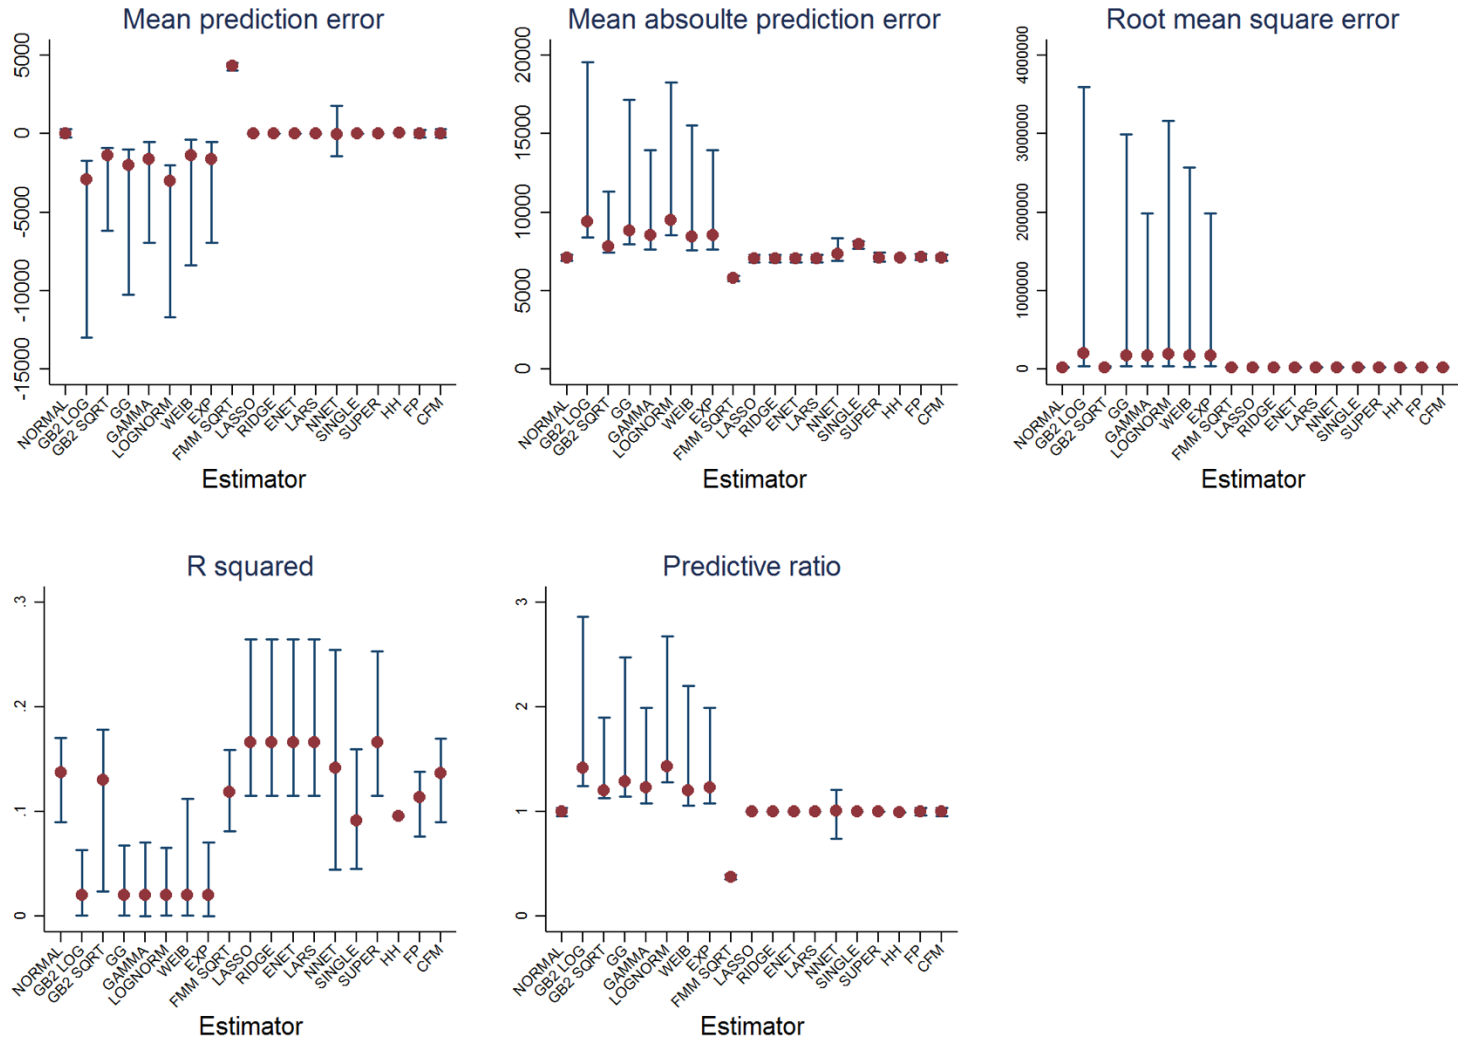 Mean prediction error
5000
0
-5000
-10000
-15000
NORMAL
GB2 LOG
GB2 SQRT
GG
GAMMA
LOGNORM
WEIB
EXP
FMM SQRT
LASSO
RIDGE
ENET
LARS
NNET
SINGLE
SUPER
HH
FP
CFM
Estimator
Mean absoulte prediction error
20000
15000
10000
5000
0
NORMAL
GB2 LOG
GB2 SQRT
GG
GAMMA
LOGNORM
WEIB
EXP
FMM SQRT
LASSO
RIDGE
ENET
LARS
NNET
SINGLE
SUPER
HH
FP
CFM
Estimator
Root mean square error
4000000
3000000
2000000
1000000
0
NORMAL
GB2 LOG
GB2 SQRT
GG
GAMMA
LOGNORM
WEIB
EXP
FMM SQRT
LASSO
RIDGE
ENET
LARS
NNET
SINGLE
SUPER
HH
FP
CFM
Estimator
R squared
.3
.2
.1
0
NORMAL
GB2 LOG
GB2 SQRT
GG
GAMMA
LOGNORM
WEIB
EXP
FMM SQRT
LASSO
RIDGE
ENET
LARS
NNET
SINGLE
SUPER
HH
FP
CFM
Estimator
Predictive ratio
3
2
1
0
NORMAL
GB2 LOG
GB2 SQRT
GG
GAMMA
LOGNORM
WEIB
EXP
FMM SQRT
LASSO
RIDGE
ENET
LARS
NNET
SINGLE
SUPER
HH
FP
CFM
Estimator